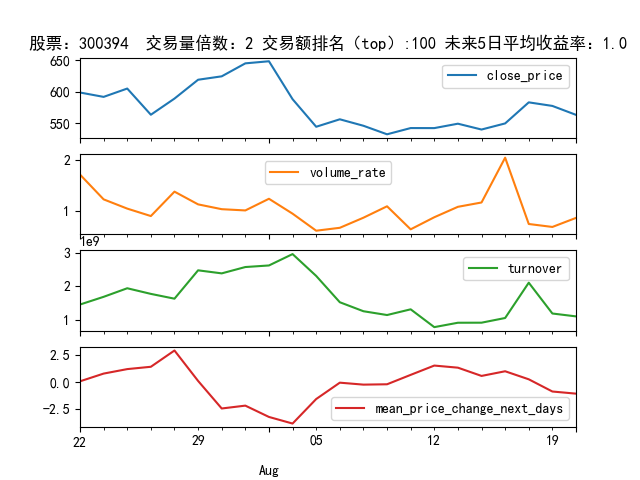 股票：300394  交易量倍数：2 交易额排名（top）:100 未来5日平均收益率：1.0
650
600
550
close_price
2
1
volume_rate
1e9
3
2
1
turnover
2.5
0.0
−2.5
mean_price_change_next_days
22
29
05
12
19
Aug